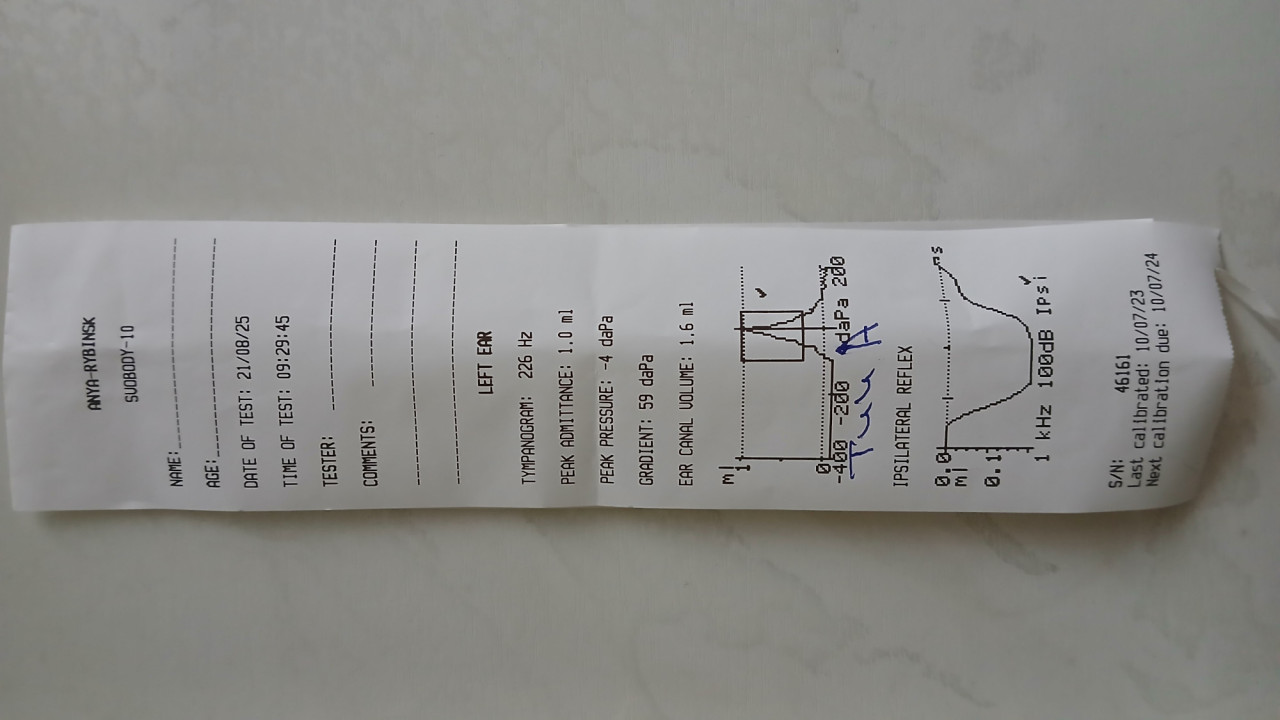 ANYA-RYBINSK
SVOBODY-10
NAME:
AGE:
DATE OF TEST: 21/08/25
TIME OF TEST: 09:29:45
TESTER:
COMMENTS:
LEFT EAR
TYMPANOGRAM: 226 Hz
PEAK ADMITTANCE: 1.0 ml
PEAK PRESSURE: -4 daPa
GRADIENT: 59 daPa
EAR CANAL VOLUME: 1.6 ml
ml
1
0
-400 -200 daPa 200
Тип А
IPSILATERAL REFLEX
0.0
ml
0.1
s
1 kHz 100dB IPsi
S/N: 46161
Last calibrated: 10/07/23
Next calibration due: 10/07/24